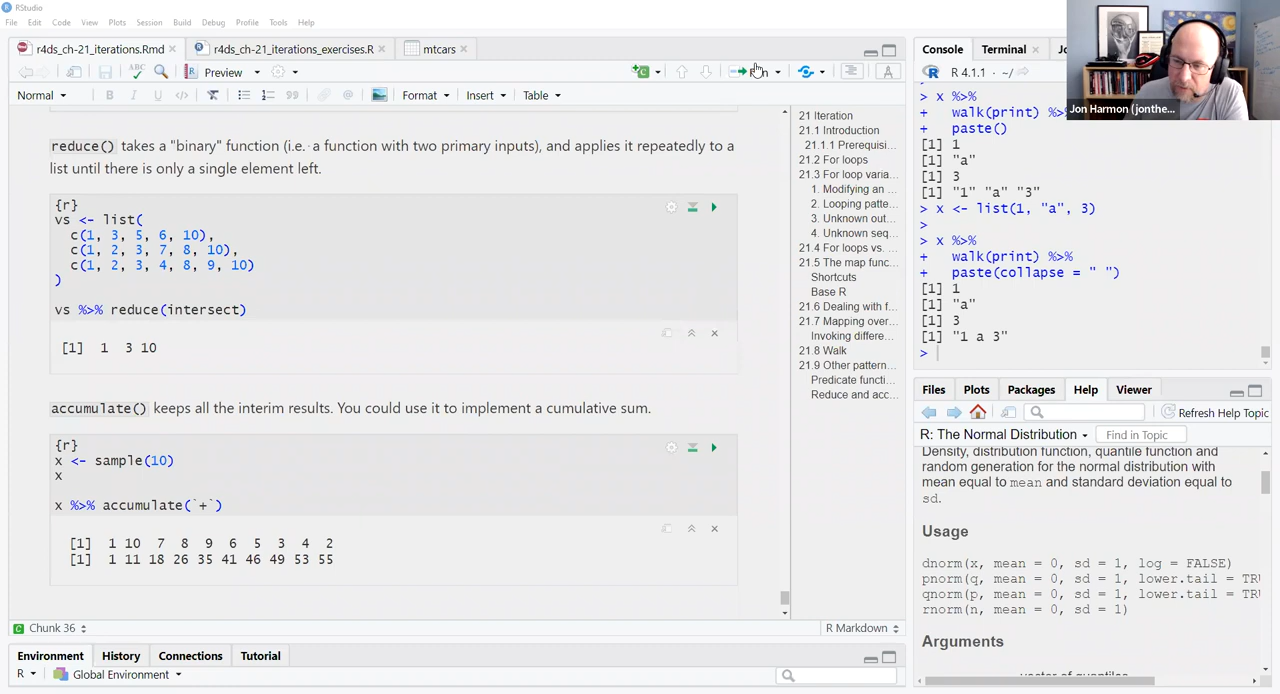 RStudio
File Edit Code View Plots Session Build Debug Profile Tools Help
r4ds_ch-21_iterations.Rmd × r4ds_ch-21_iterations_exercises.R × mtcars ×
Preview
Normal B I U Format Insert Table
reduce() takes a "binary" function (i.e. a function with two primary inputs), and applies it repeatedly to a
list until there is only a single element left.
{r}
vs <- list(
c(1, 3, 5, 6, 10),
c(1, 2, 3, 7, 8, 10),
c(1, 2, 3, 4, 8, 9, 10)
)
vs %>% reduce(intersect)
[1] 1 3 10
accumulate() keeps all the interim results. You could use it to implement a cumulative sum.
{r}
x <- sample(10)
x
x %>% accumulate(`+`)
[1] 1 10 7 8 9 6 5 3 4 2
[1] 1 11 18 26 35 41 46 49 53 55
Chunk 36
R Markdown
21 Iteration
21.1 Introduction
21.1.1 Prerequisi...
21.2 For loops
21.3 For loop varia...
1. Modifying an ...
2. Looping patte...
3. Unknown out...
4. Unknown seq...
21.4 For loops vs. ...
21.5 The map func...
Shortcuts
Base R
21.6 Dealing with f...
21.7 Mapping over...
Invoking differe...
21.8 Walk
21.9 Other pattern...
Predicate functi...
Reduce and acc...
Environment History Connections Tutorial
R Global Environment
Console Terminal ×
R 4.1.1 · ~/
> x %>%
+ walk(print) %>%
+ paste()
[1] 1
[1] "a"
[1] 3
[1] "1" "a" "3"
> x <- list(1, "a", 3)
>
> x %>%
+ walk(print) %>%
+ paste(collapse = " ")
[1] 1
[1] "a"
[1] 3
[1] "1 a 3"
>
Jon Harmon (jonthe...
Files Plots Packages Help Viewer
Refresh Help Topic
R: The Normal Distribution Find in Topic
Density, distribution function, quantile function and
random generation for the normal distribution with
mean equal to mean and standard deviation equal to
sd.
Usage
dnorm(x, mean = 0, sd = 1, log = FALSE)
pnorm(q, mean = 0, sd = 1, lower.tail = TRU
qnorm(p, mean = 0, sd = 1, lower.tail = TRU
rnorm(n, mean = 0, sd = 1)
Arguments